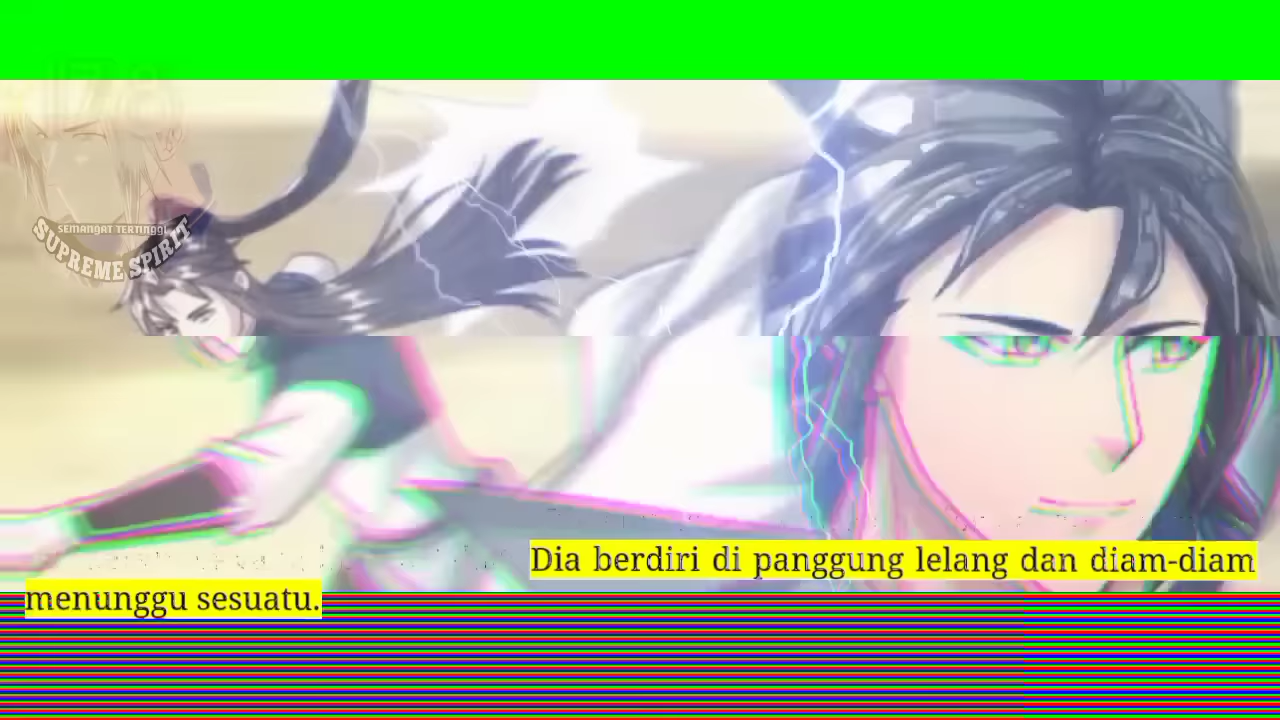 SEMANGAT TERTINGGI
SUPREME SPIRIT
Dia berdiri di panggung lelang dan diam-diam
menunggu sesuatu.